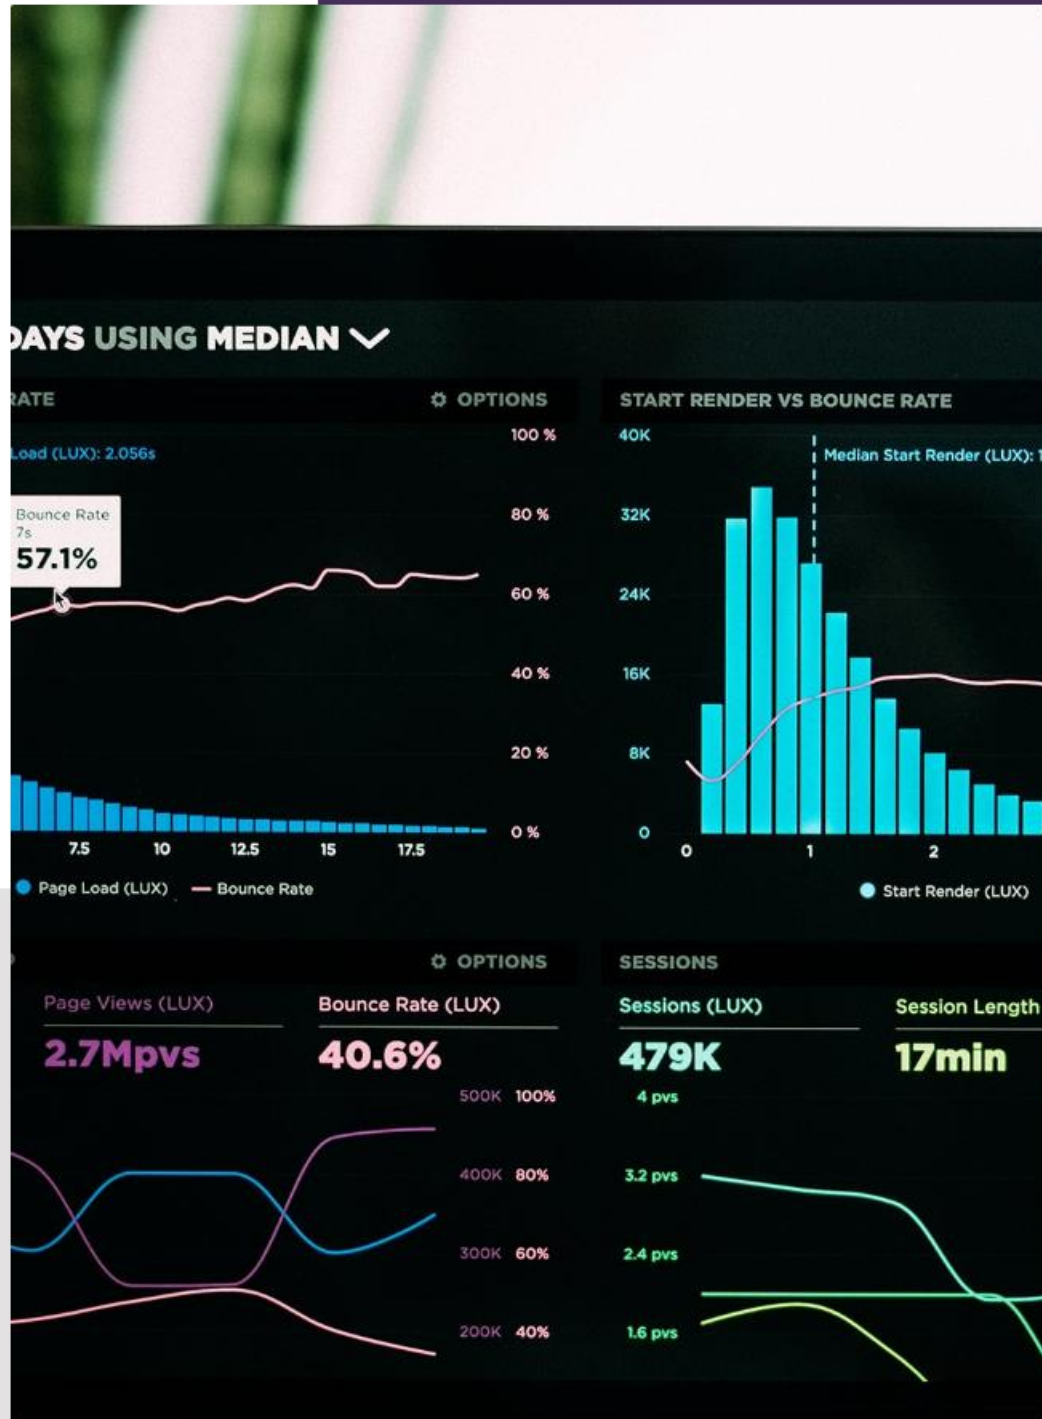 DAYS USING MEDIAN
RATE
OPTIONS
Load (LUX): 2.056s
100 %
80 %
60 %
40 %
20 %
0 %
Bounce Rate
7s
57.1%
7.5 10 12.5 15 17.5
Page Load (LUX) Bounce Rate
START RENDER VS BOUNCE RATE
40K
Median Start Render (LUX): 1
32K
24K
16K
8K
0
0 1 2
Start Render (LUX)
OPTIONS
Page Views (LUX) Bounce Rate (LUX)
2.7Mpvs 40.6%
500K 100%
400K 80%
300K 60%
200K 40%
SESSIONS
Sessions (LUX) Session Length
479K 17min
4 pvs
3.2 pvs
2.4 pvs
1.6 pvs